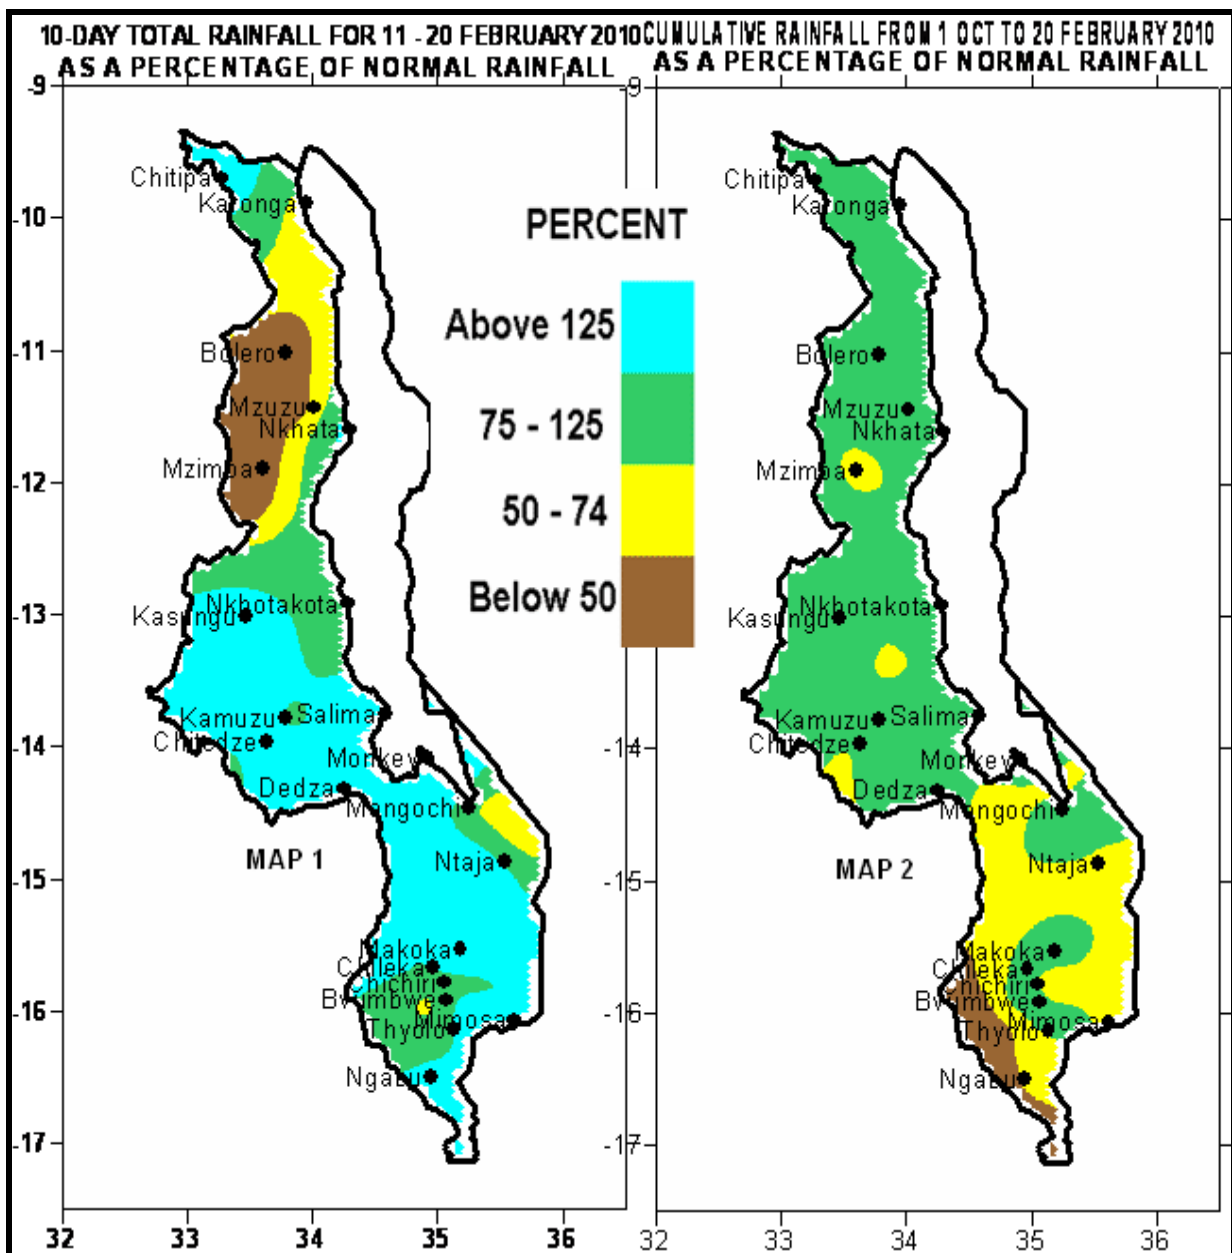 10-DAY TOTAL RAINFALL FOR 11 - 20 FEBRUARY 2010
AS A PERCENTAGE OF NORMAL RAINFALL
CUMULATIVE RAINFALL FROM 1 OCT TO 20 FEBRUARY 2010
AS A PERCENTAGE OF NORMAL RAINFALL
-9
-10
-11
-12
-13
-14
-15
-16
-17
32
33
34
35
36
Chitipa
Karonga
Bolero
Mzuzu
Nkhata
Mzimba
Nkhotakota
Kasungu
Kamuzu
Salima
Chitedze
Monkey
Dedza
Mangochi
MAP 1
Ntaja
Makoka
Chileka
Chichiri
Bvumbwe
Mimosa
Thyolo
Ngabu
PERCENT
Above 125
75 - 125
50 - 74
Below 50
-9
-10
-11
-12
-13
-14
-15
-16
-17
32
33
34
35
36
Chitipa
Karonga
Bolero
Mzuzu
Nkhata
Mzimba
Nkhotakota
Kasungu
Kamuzu
Salima
Chitedze
Monkey
Dedza
Mangochi
MAP 2
Ntaja
Makoka
Chileka
Chichiri
Bvumbwe
Mimosa
Thyolo
Ngabu